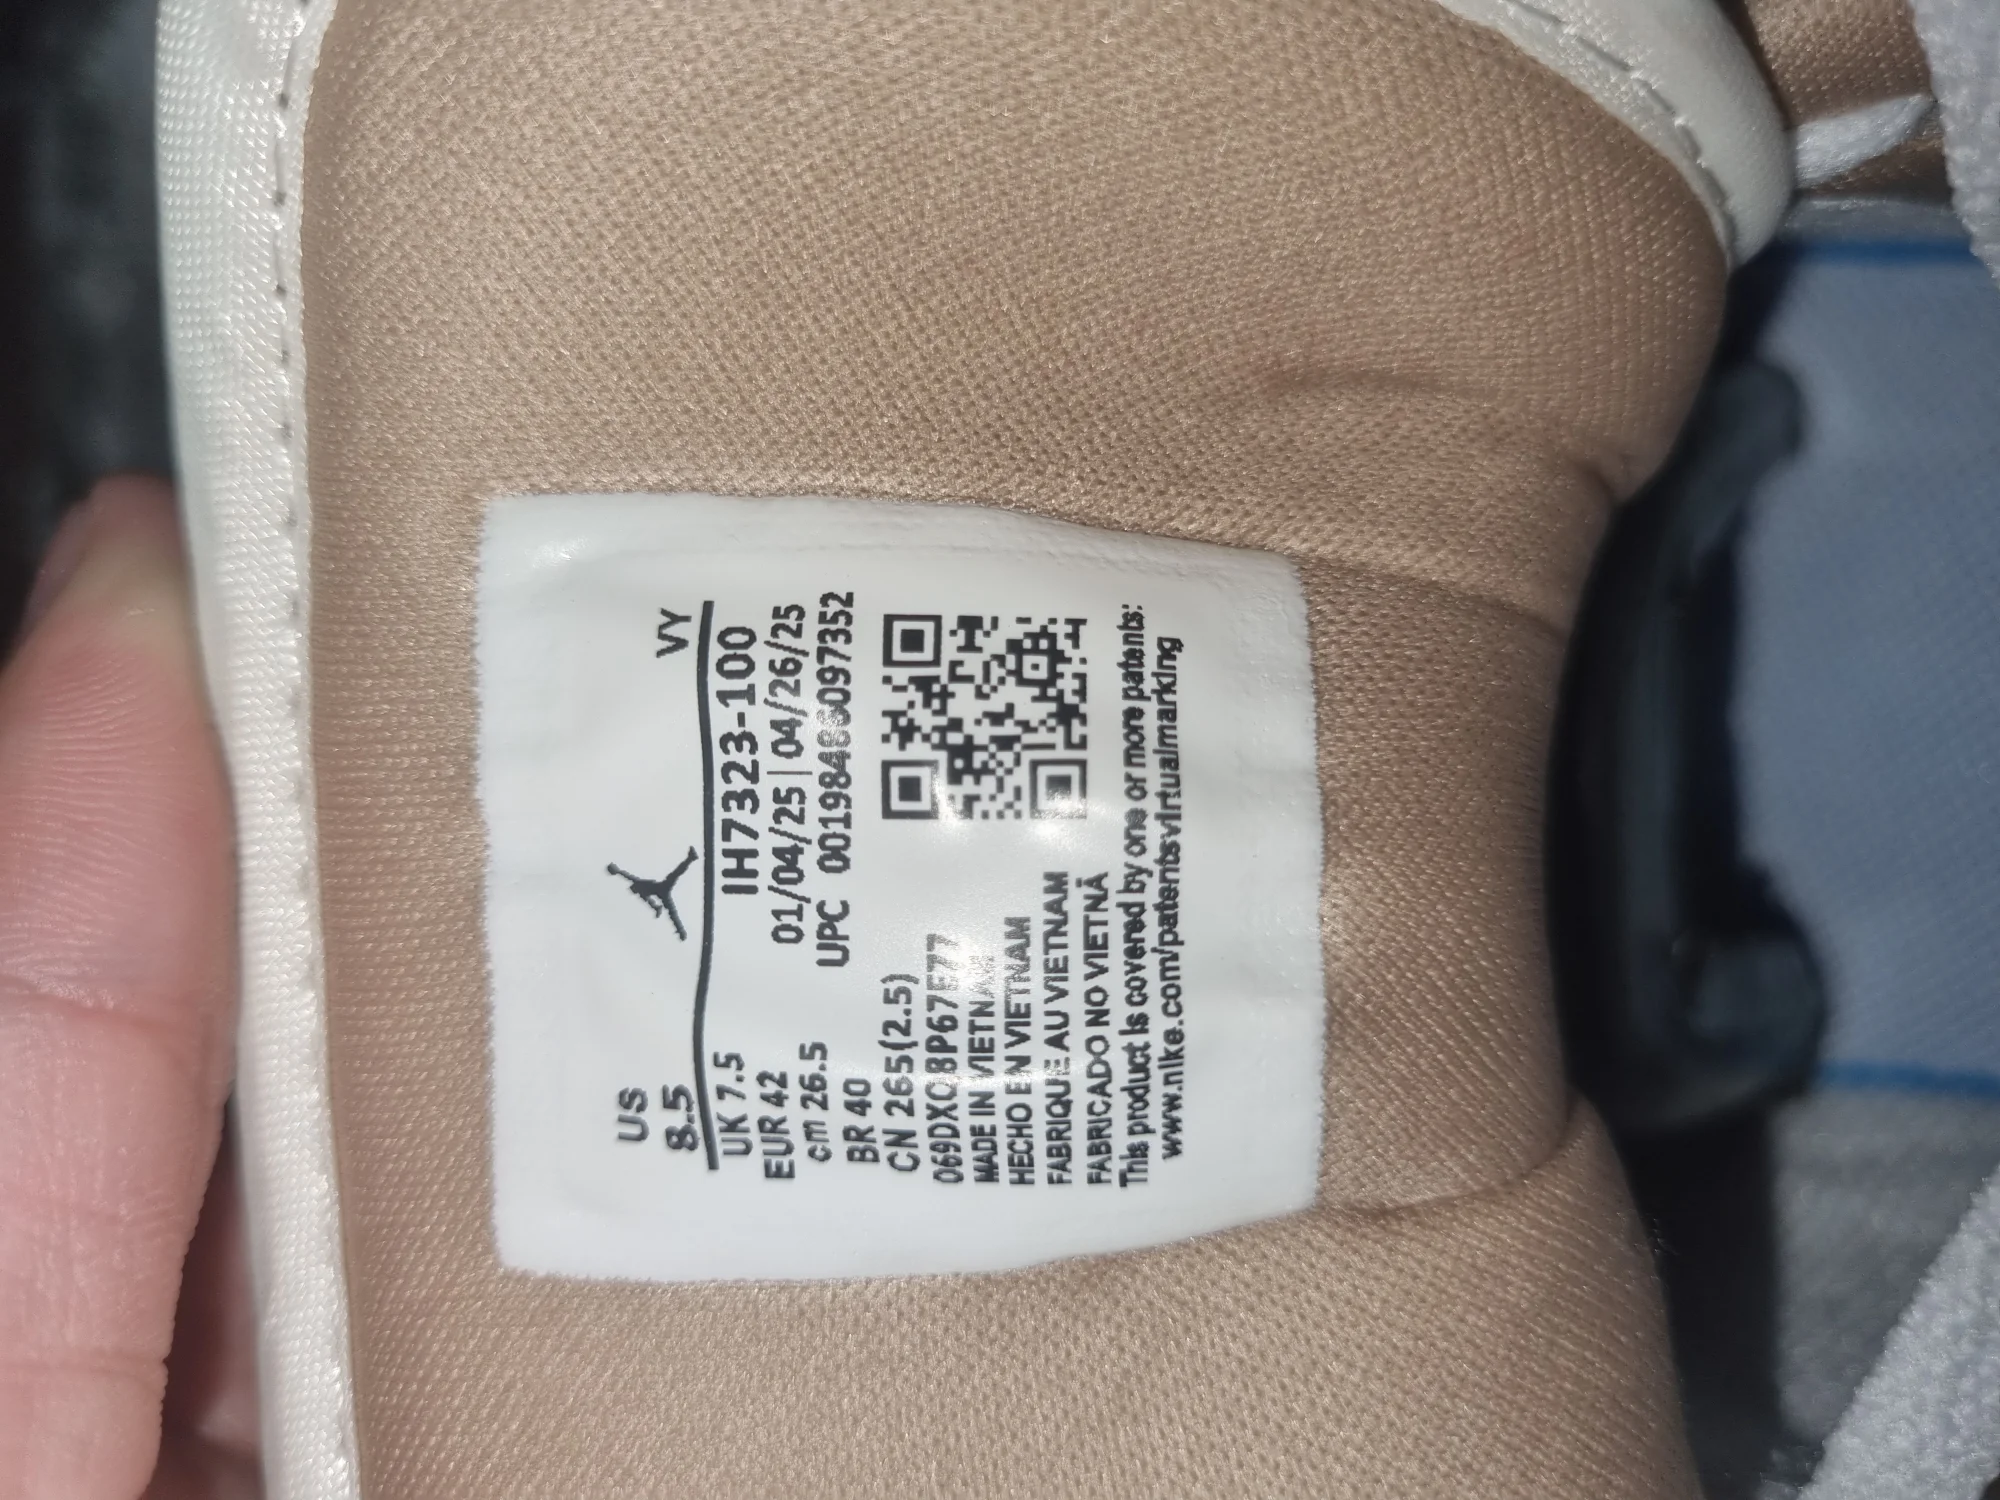 US
8.5
VY
UK 7.5
IH7323-100
EUR 42
01/04/25 | 04/26/25
cm 26.5
UPC
BR 40
CN 265(2.5)
MADE IN VIETNAM
HECHO EN VIETNAM
FABRIQUE AU VIETNAM
FABRICADO NO VIETNÃ
This product is covered by one or more patents:
www.nike.com/patentsvirtualmarking